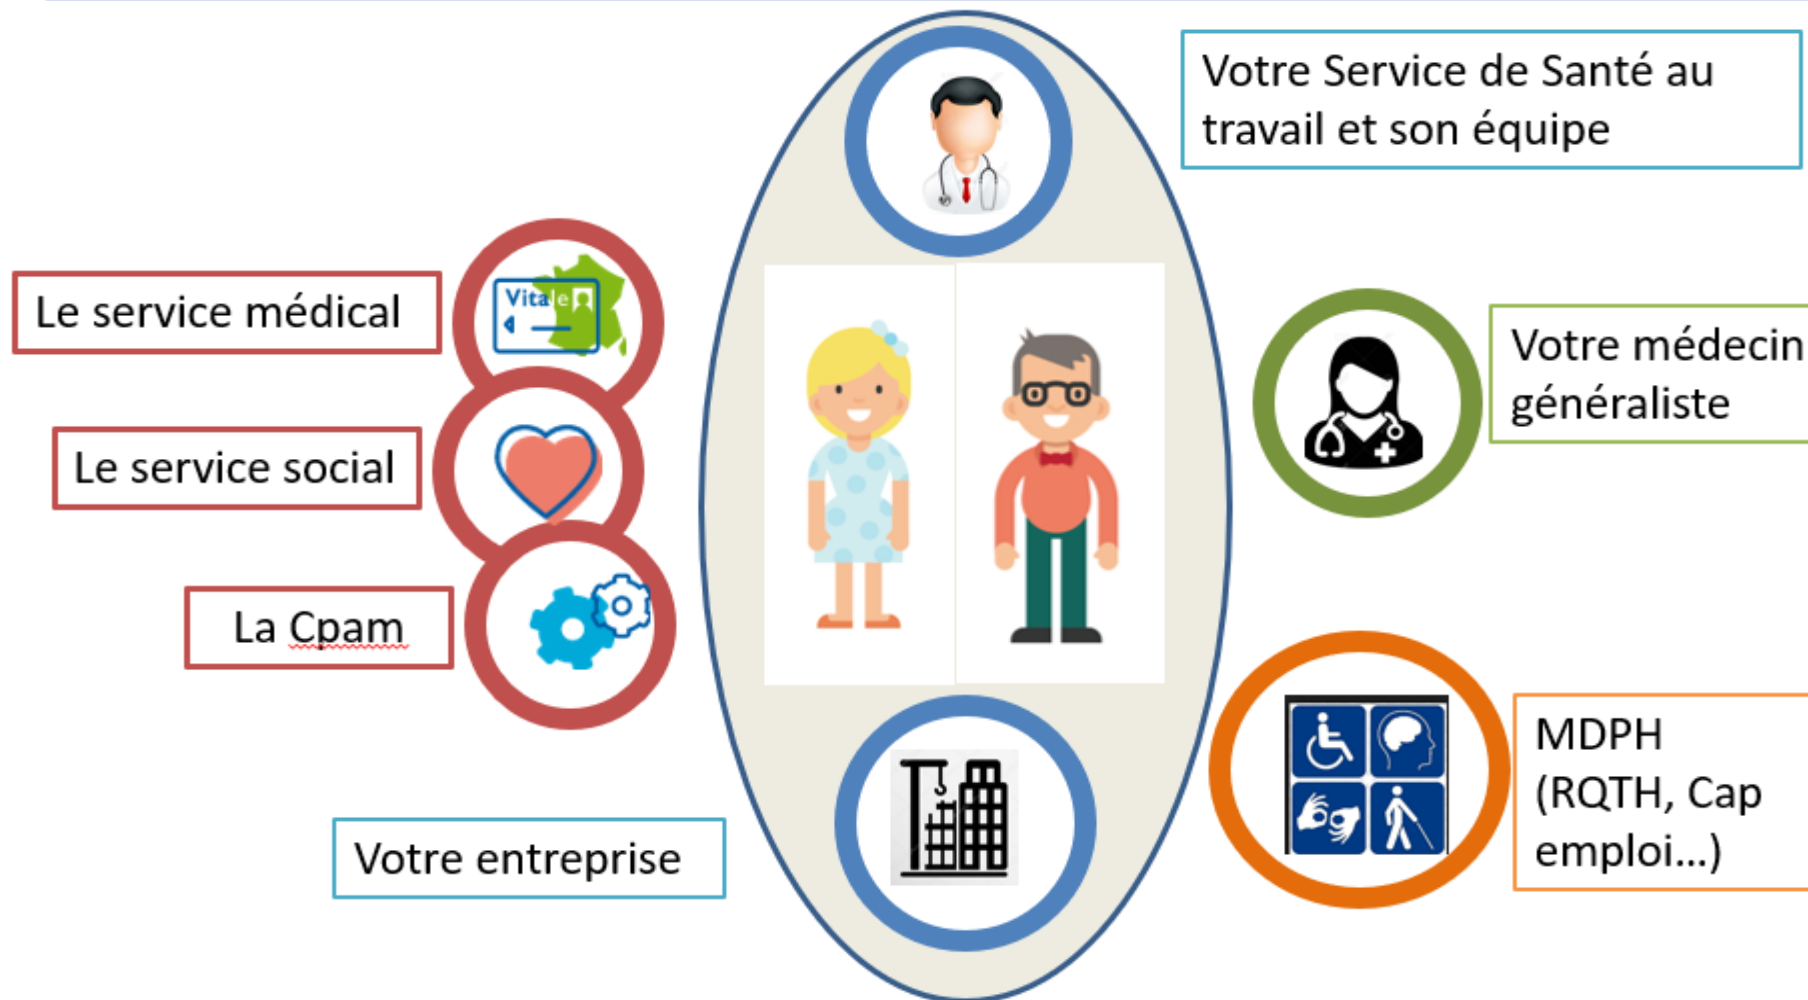 Votre Service de Santé au
travail et son équipe
Le service médical
Vitale
Votre médecin
généraliste
Le service social
La Cpam
MDPH
(RQTH, Cap
emploi...)
Votre entreprise